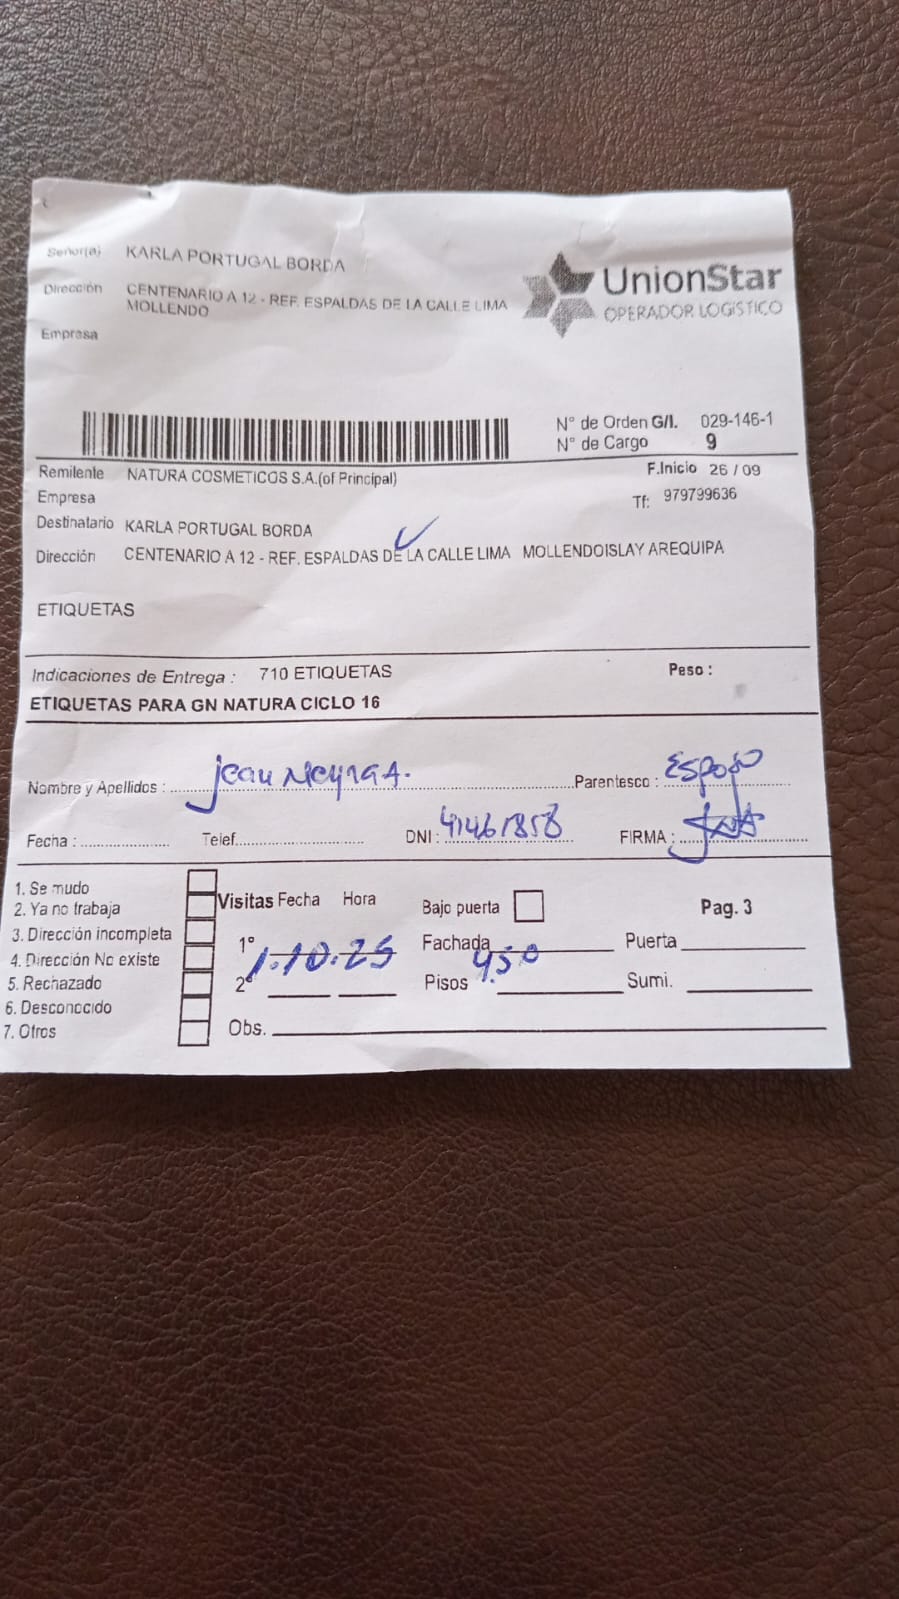 Señor(a) KARLA PORTUGAL BORDA
Dirección CENTENARIO A 12 - REF. ESPALDAS DE LA CALLE LIMA
MOLLENDO
Empresa
UnionStar
OPERADOR LOGISTICO
N° de Orden G/I. 029-146-1
N° de Cargo 9
Remitente NATURA COSMETICOS S.A.(of Principal)
F.Inicio 26 / 09
Empresa
Tf: 979799636
Destinatario KARLA PORTUGAL BORDA
Dirección CENTENARIO A 12 - REF. ESPALDAS DE LA CALLE LIMA MOLLENDOISLAY AREQUIPA
ETIQUETAS
Indicaciones de Entrega : 710 ETIQUETAS Peso :
ETIQUETAS PARA GN NATURA CICLO 16
Nombre y Apellidos : Jean Neyra A. Parentesco : Esposo
Fecha : Telef. DNI : 41461858 FIRMA :
1. Se mudo
2. Ya no trabaja
3. Dirección incompleta
4. Dirección No existe
5. Rechazado
6. Desconocido
7. Otros
Visitas Fecha Hora Bajo puerta Pag. 3
1° 1.10.25 Fachada 450 Puerta
2° Pisos Sumi.
Obs.